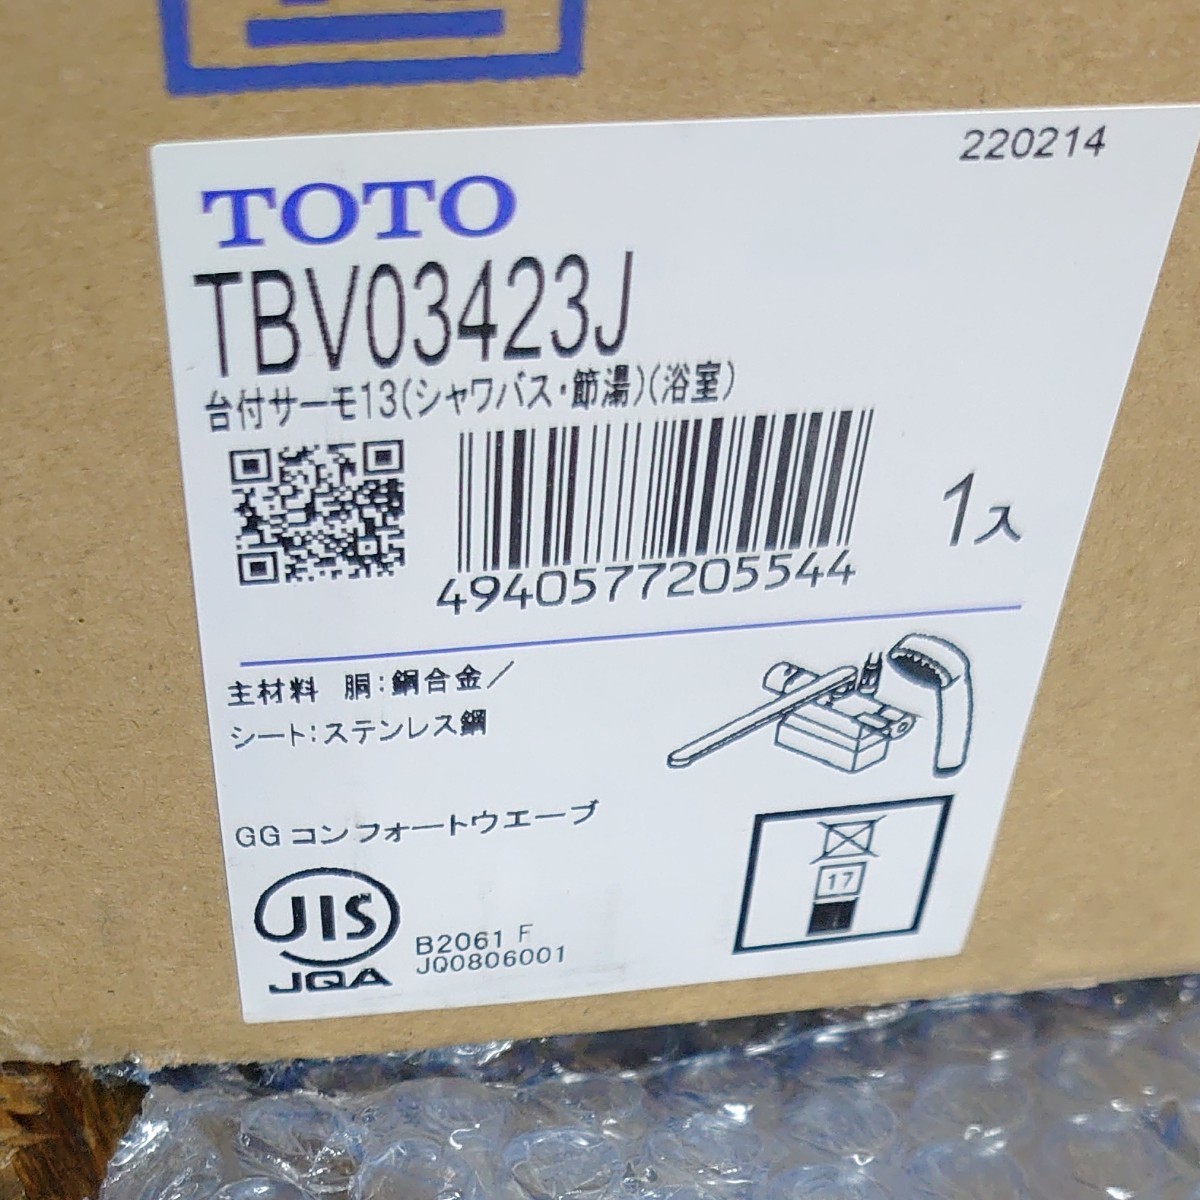 220214
TOTO
TBV03423J
台付サーモ13(シャワバス・節湯)(浴室)
4940577205544
1入
主材料 胴:銅合金/
シート:ステンレス鋼
GGコンフォートウエーブ
JIS
JQA
B2061 F
JQ0806001
17